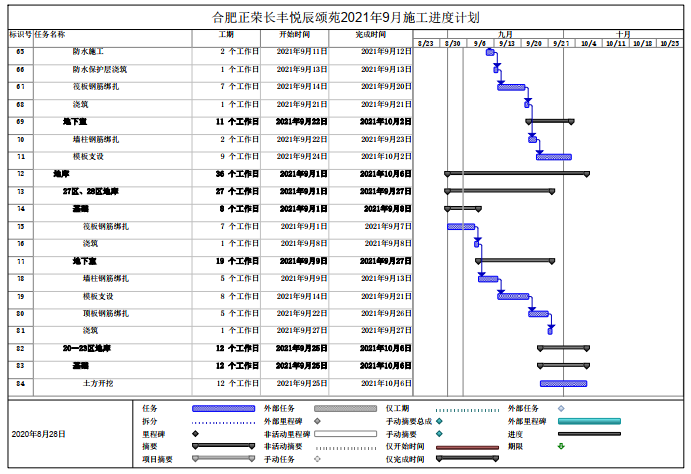 合肥正荣长丰悦辰颂苑2021年9月施工进度计划
标识号 任务名称 工期 开始时间 完成时间 九月 十月
8/23 8/30 9/6 9/13 9/20 9/27 10/4 10/11 10/18 10/25
65 防水施工 2 个工作日 2021年9月11日 2021年9月12日
66 防水保护层浇筑 1 个工作日 2021年9月13日 2021年9月13日
67 筏板钢筋绑扎 7 个工作日 2021年9月14日 2021年9月20日
68 浇筑 1 个工作日 2021年9月21日 2021年9月21日
69 地下室 11 个工作日 2021年9月22日 2021年10月2日
70 墙柱钢筋绑扎 2 个工作日 2021年9月22日 2021年9月23日
71 模板支设 9 个工作日 2021年9月24日 2021年10月2日
72 地库 36 个工作日 2021年9月1日 2021年10月6日
73 27区、28区地库 27 个工作日 2021年9月1日 2021年9月27日
74 基础 8 个工作日 2021年9月1日 2021年9月8日
75 筏板钢筋绑扎 7 个工作日 2021年9月1日 2021年9月7日
76 浇筑 1 个工作日 2021年9月8日 2021年9月8日
77 地下室 19 个工作日 2021年9月9日 2021年9月27日
78 墙柱钢筋绑扎 5 个工作日 2021年9月9日 2021年9月13日
79 模板支设 8 个工作日 2021年9月14日 2021年9月21日
80 顶板钢筋绑扎 5 个工作日 2021年9月22日 2021年9月26日
81 浇筑 1 个工作日 2021年9月27日 2021年9月27日
82 20—23区地库 12 个工作日 2021年9月25日 2021年10月6日
83 基础 12 个工作日 2021年9月25日 2021年10月6日
84 土方开挖 12 个工作日 2021年9月25日 2021年10月6日
2020年8月28日
任务 外部任务 仅工期 外部任务
拆分 外部里程碑 手动摘要总成 外部里程碑
里程碑 非活动里程碑 手动摘要 进度
摘要 非活动摘要 仅开始时间 期限
项目摘要 手动任务 仅完成时间